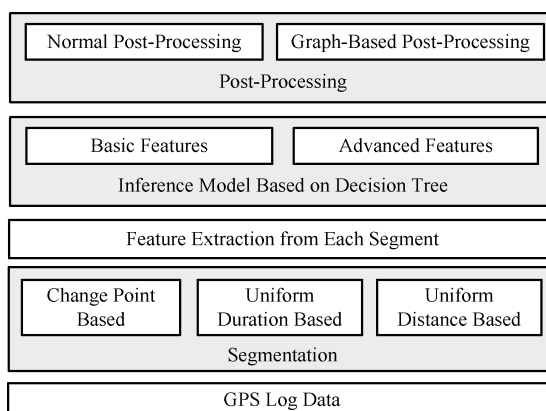 Normal Post-Processing
Graph-Based Post-Processing
Post-Processing
Basic Features
Advanced Features
Inference Model Based on Decision Tree
Feature Extraction from Each Segment
Change Point
Based
Uniform
Duration Based
Uniform
Distance Based
Segmentation
GPS Log Data